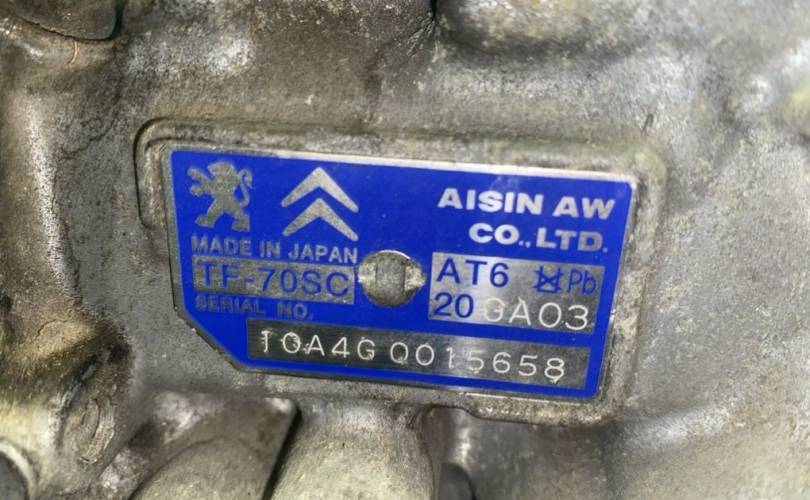 AISIN AW
CO.,LTD.
MADE IN JAPAN
TF-70SC
AT6 Pb
SERIAL NO.
20GA03
10A4G 0015658